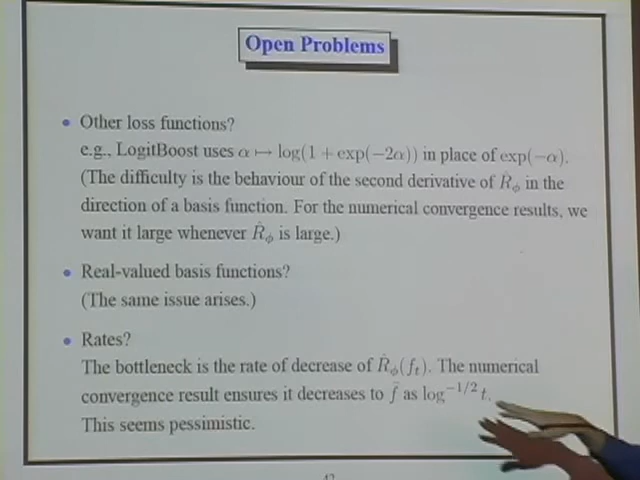 Open Problems
• Other loss functions?
e.g., LogitBoost uses α ↦ log(1 + exp(−2α)) in place of exp(−α).
(The difficulty is the behaviour of the second derivative of R̂_ϕ in the
direction of a basis function. For the numerical convergence results, we
want it large whenever R̂_ϕ is large.)
• Real-valued basis functions?
(The same issue arises.)
• Rates?
The bottleneck is the rate of decrease of R̂_ϕ(f_t). The numerical
convergence result ensures it decreases to f̄ as log^{−1/2} t.
This seems pessimistic.